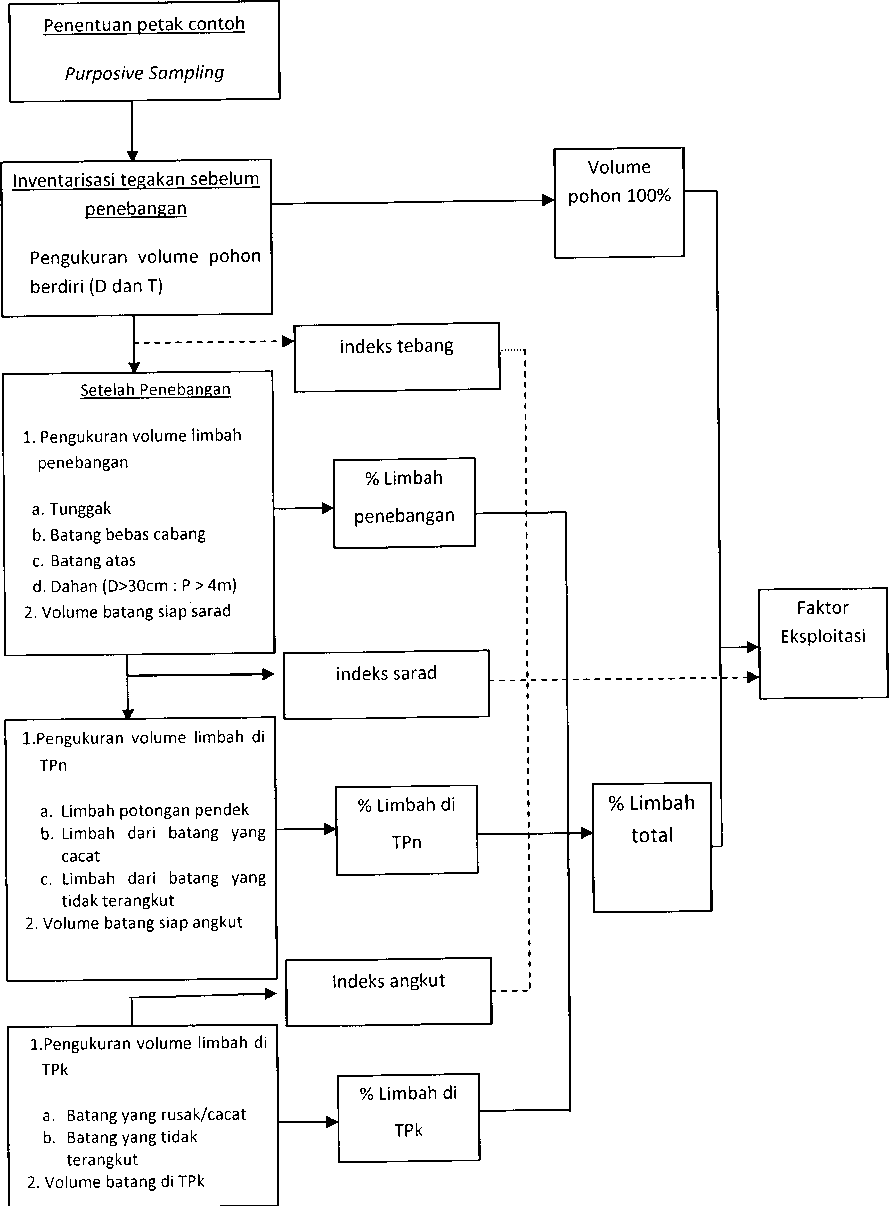 Penentuan petak contoh
Purposive Sampling
Inventarisasi tegakan sebelum
penebangan
Pengukuran volume pohon
berdiri (D dan T)
Volume
pohon 100%
indeks tebang
Setelah Penebangan
1. Pengukuran volume limbah
penebangan
a. Tunggak
b. Batang bebas cabang
c. Batang atas
d. Dahan (D>30cm : P > 4m)
2. Volume batang siap sarad
% Limbah
penebangan
Faktor
Eksploitasi
indeks sarad
1.Pengukuran volume limbah di
TPn
a. Limbah potongan pendek
b. Limbah dari batang yang
cacat
c. Limbah dari batang yang
tidak terangkut
2. Volume batang siap angkut
% Limbah di
TPn
% Limbah
total
Indeks angkut
1.Pengukuran volume limbah di
TPk
a. Batang yang rusak/cacat
b. Batang yang tidak
terangkut
2. Volume batang di TPk
% Limbah di
TPk